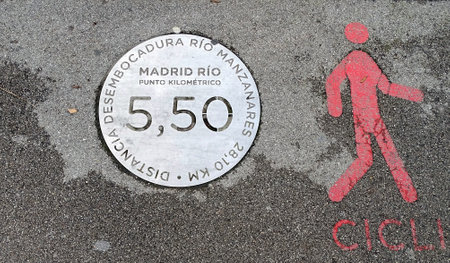 DISTANCIA DESEMBOCADURA RÍO MANZANARES 28,10 KM •
MADRID RÍO
PUNTO KILOMÉTRICO
5,50
CICLI